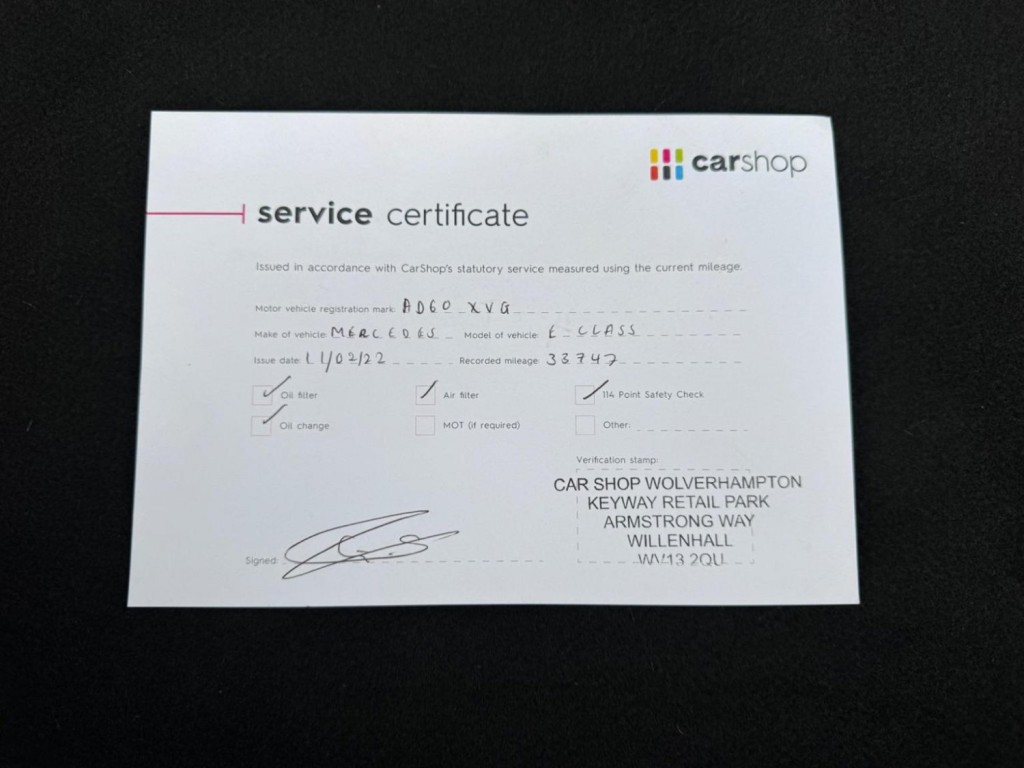 carshop
service certificate
Issued in accordance with CarShop's statutory service measured using the current mileage.
Motor vehicle registration mark: AD60 XVG
Make of vehicle: MERCEDES Model of vehicle: E-CLASS
Issue date: 11/02/22 Recorded mileage: 33747
Oil filter Air filter 114 Point Safety Check
Oil change MOT (if required) Other:
Verification stamp:
CAR SHOP WOLVERHAMPTON
KEYWAY RETAIL PARK
ARMSTRONG WAY
WILLENHALL
WV13 2QU
Signed: